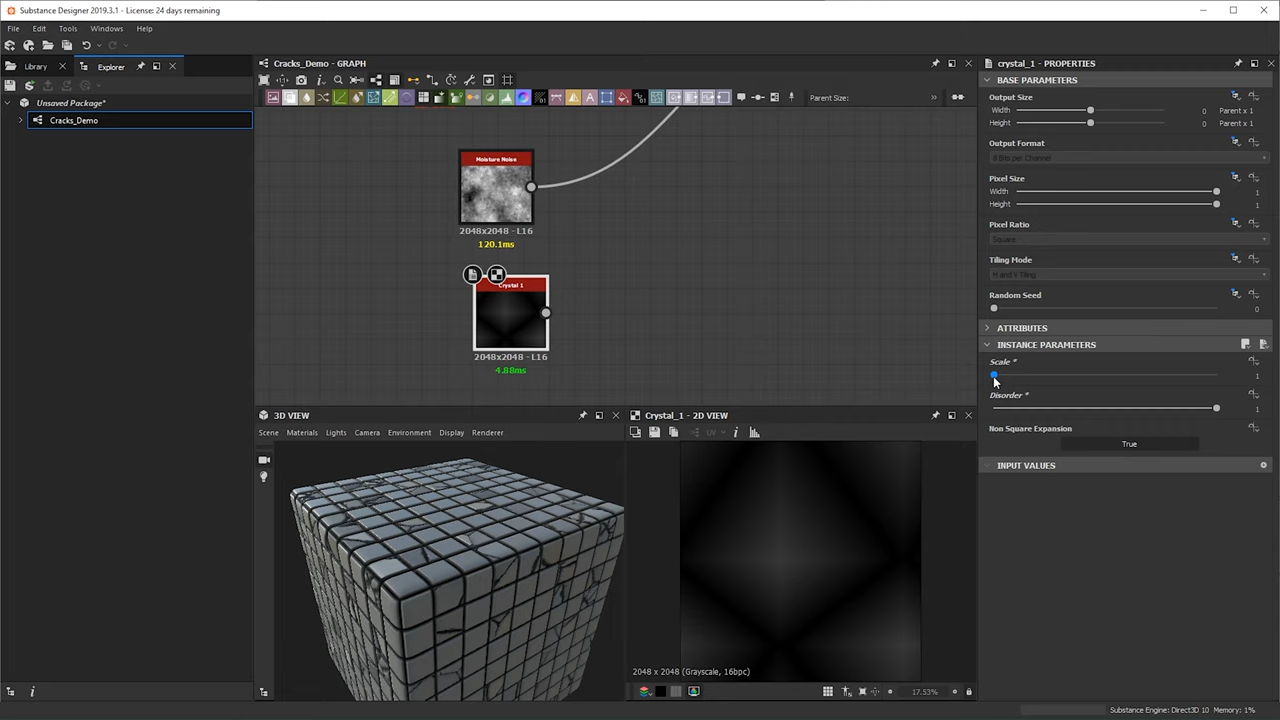 Substance Designer 2019.3.1 - License: 24 days remaining
File Edit Tools Windows Help
Library Explorer
Unsaved Package*
Cracks_Demo
Cracks_Demo - GRAPH
Parent Size:
Moisture Noise
2048x2048 - L16
120.1ms
Crystal 1
2048x2048 - L16
4.88ms
3D VIEW
Scene Materials Lights Camera Environment Display Renderer
Crystal_1 - 2D VIEW
UV
2048 x 2048 (Grayscale, 16bpc)
17.53%
crystal_1 - PROPERTIES
BASE PARAMETERS
Output Size
Width 0 Parent x 1
Height 0 Parent x 1
Output Format
8 Bits per Channel
Pixel Size
Width 1
Height 1
Pixel Ratio
Square
Tiling Mode
H and V Tiling
Random Seed
0
ATTRIBUTES
INSTANCE PARAMETERS
Scale *
1
Disorder *
1
Non Square Expansion
True
INPUT VALUES
Substance Engine: Direct3D 10 Memory: 1%